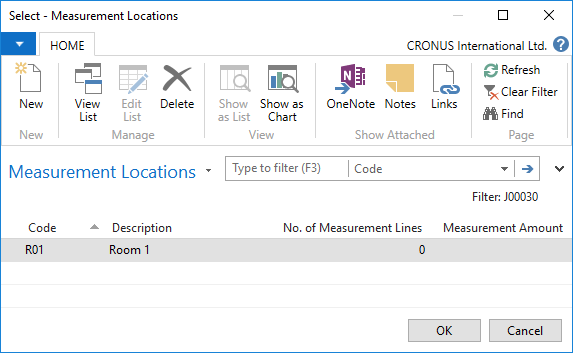 Select - Measurement Locations
HOME
CRONUS International Ltd.
New
View List
Edit List
Delete
Show as List
Show as Chart
OneNote
Notes
Links
Refresh
Clear Filter
Find
New
Manage
View
Show Attached
Page
Measurement Locations
Type to filter (F3)
Code
Filter: J00030
Code Description No. of Measurement Lines Measurement Amount
R01 Room 1 0
OK Cancel